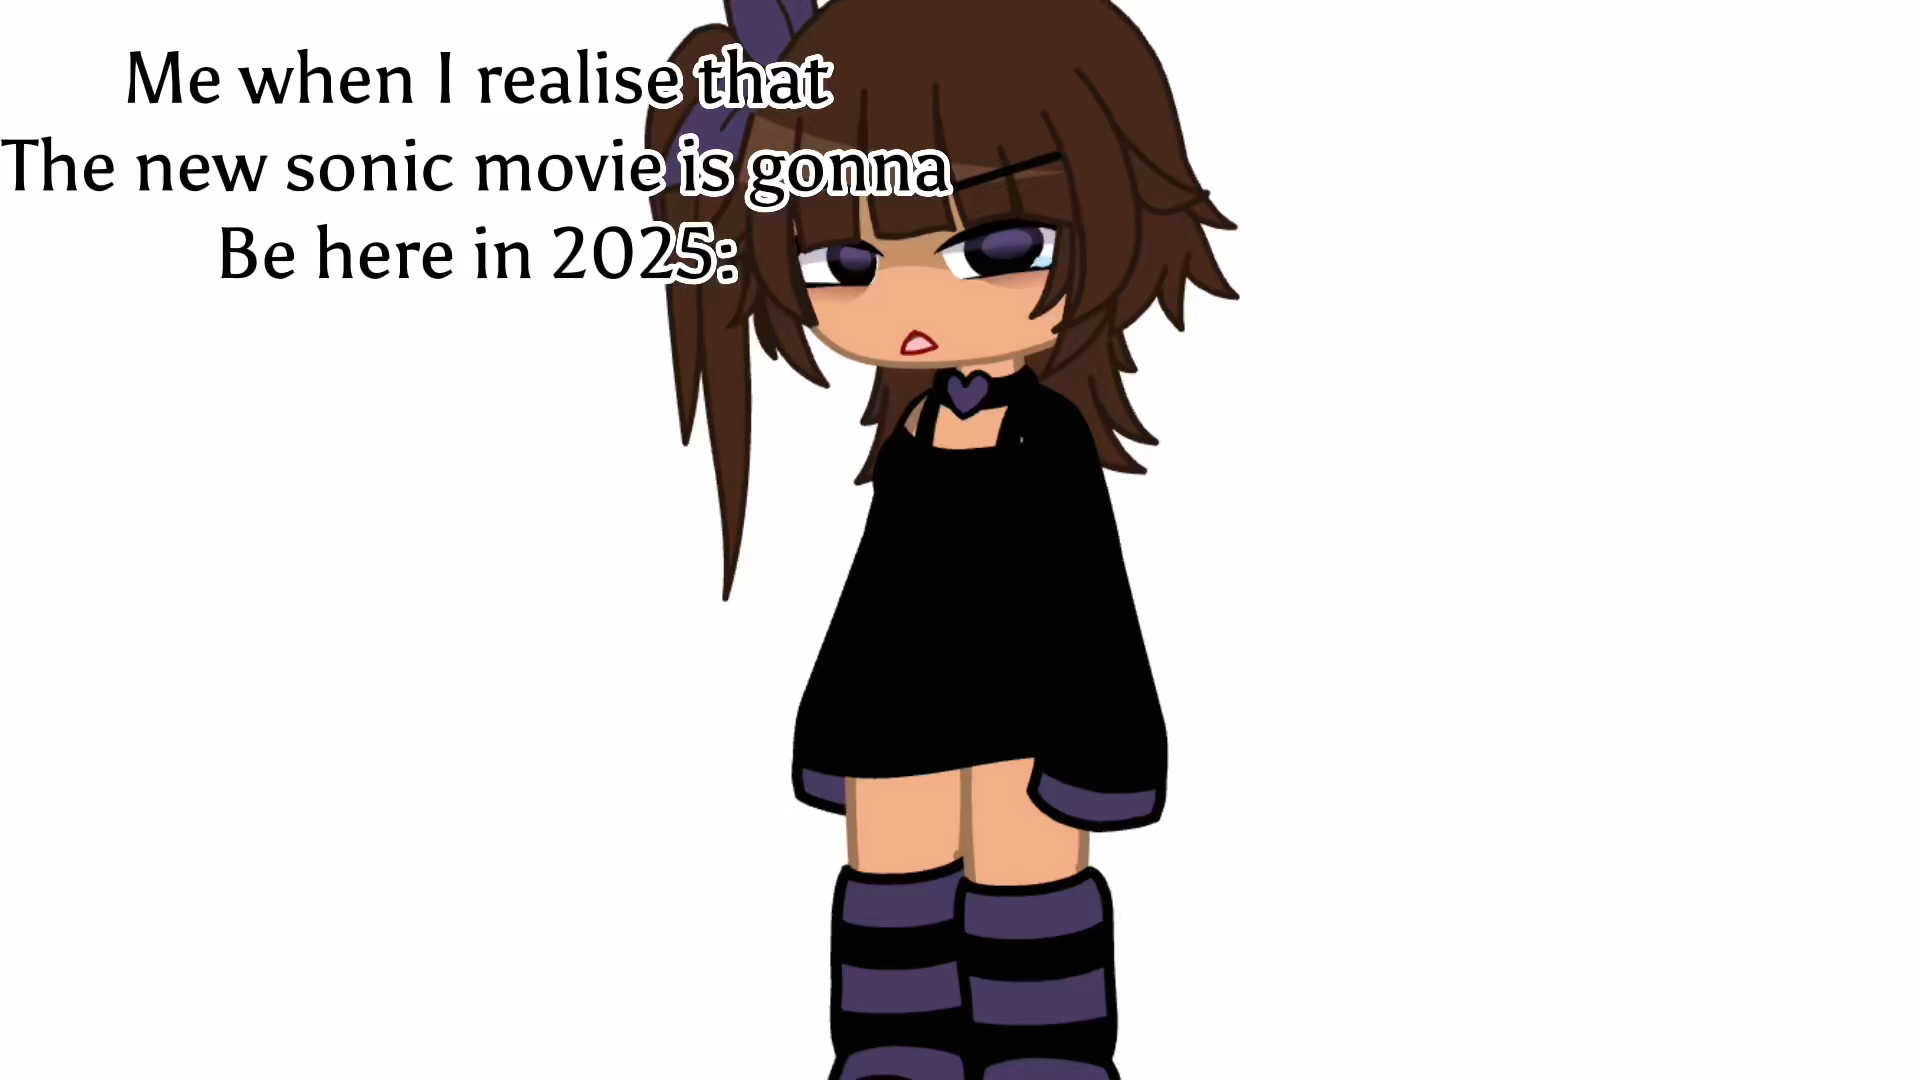 Me when I realise that
The new sonic movie is gonna
Be here in 2025: